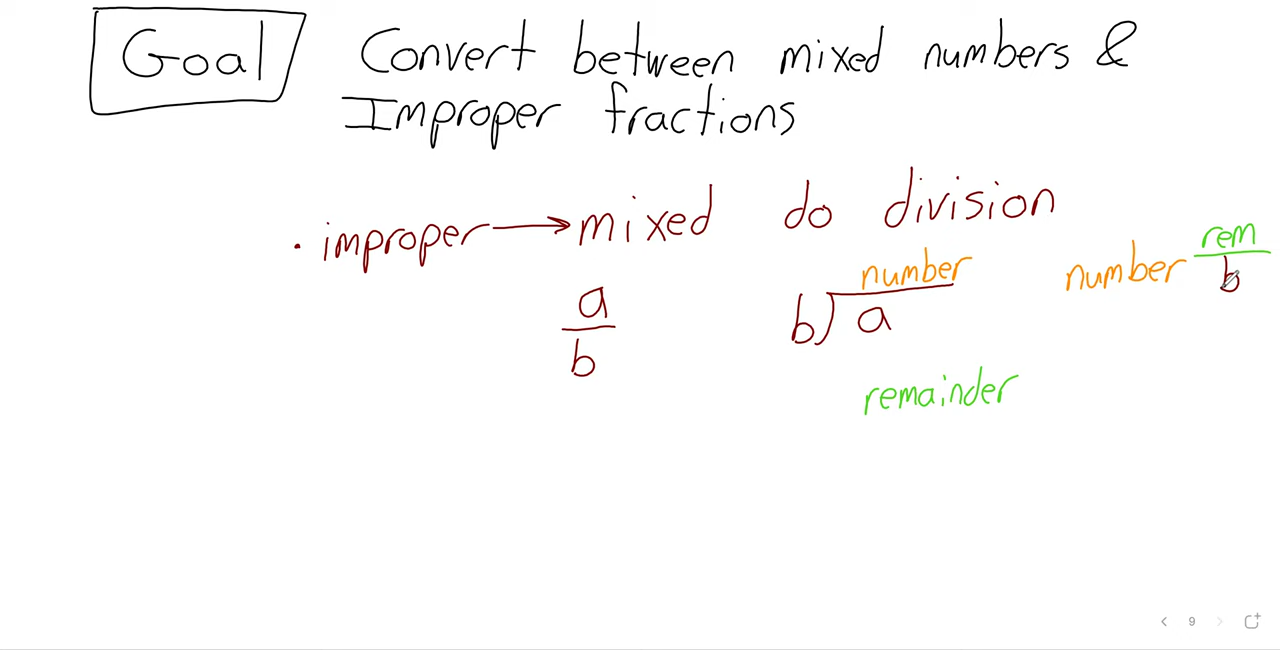 Goal Convert between mixed numbers &
Improper fractions
• improper → mixed do division
number number rem
a b) a b
b
remainder
9